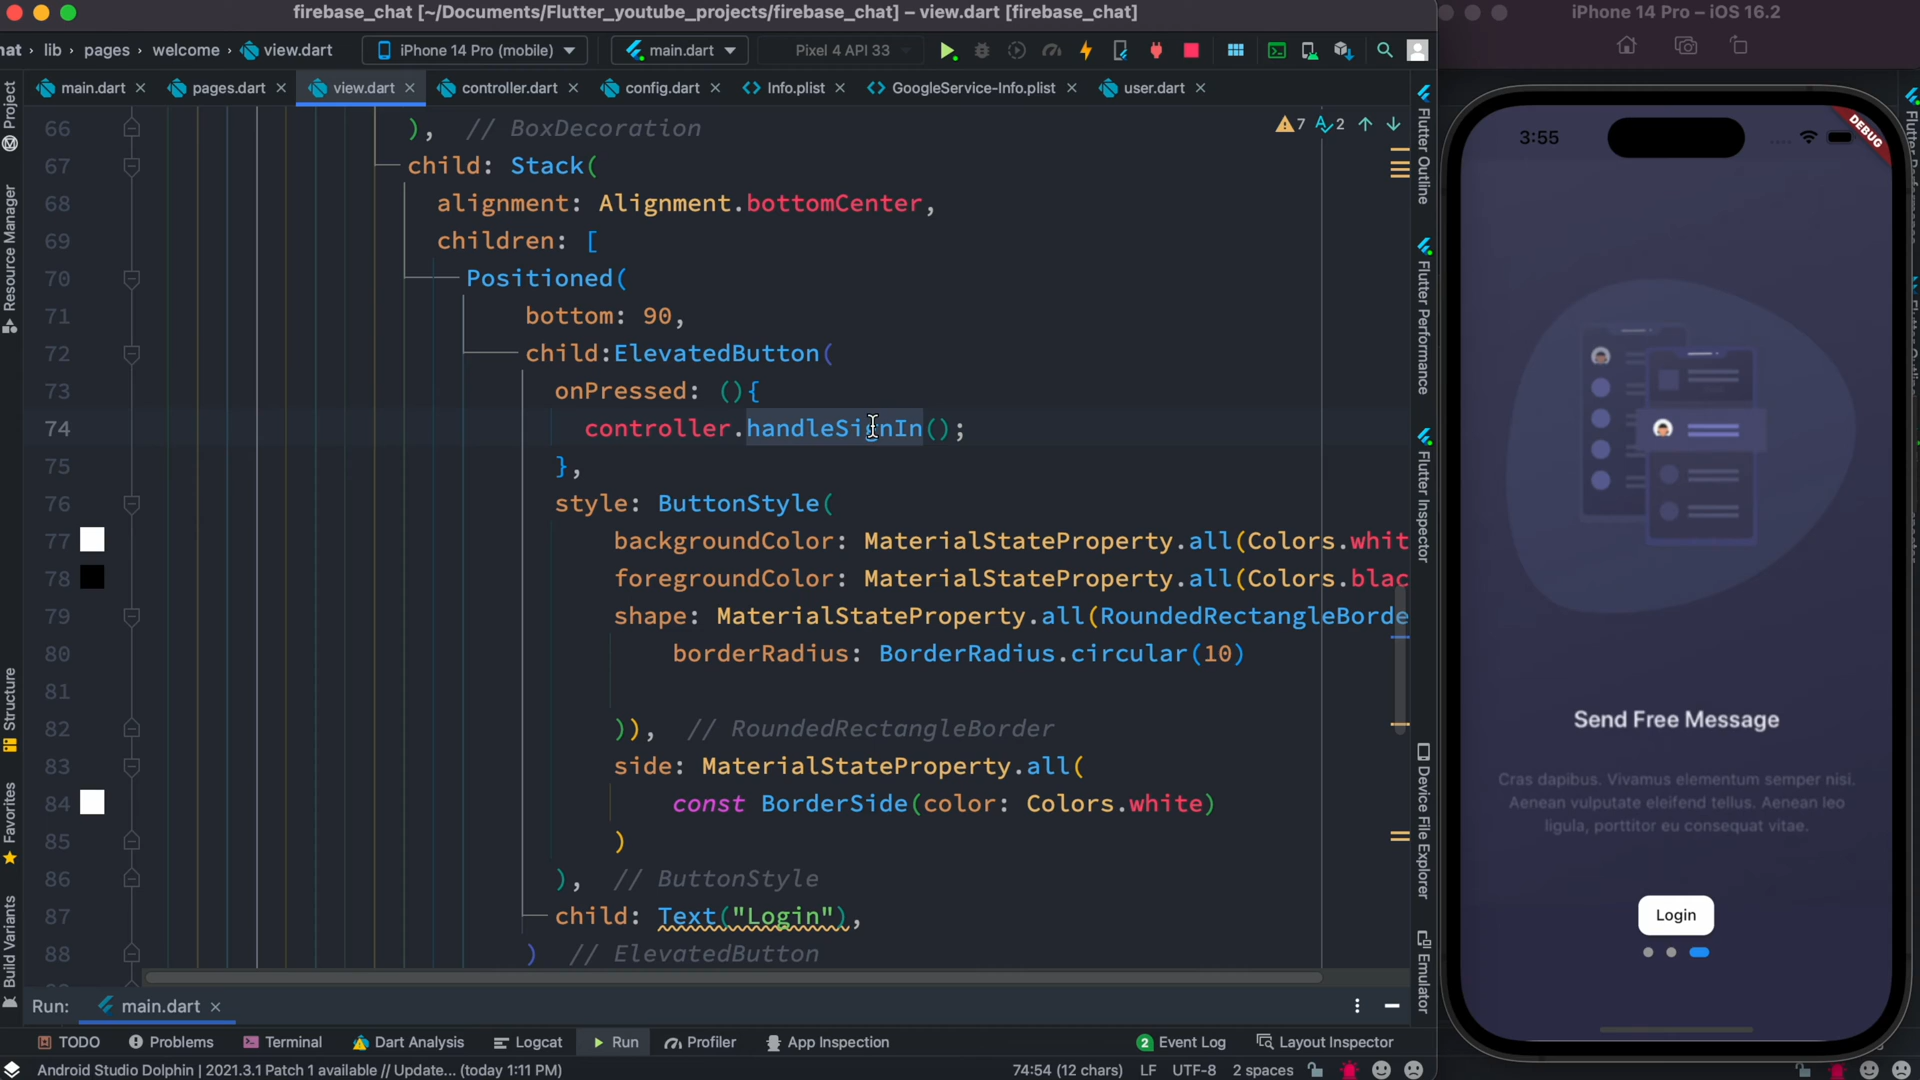 firebase_chat [~/Documents/Flutter_youtube_projects/firebase_chat] – view.dart [firebase_chat]
iPhone 14 Pro – iOS 16.2
lib pages welcome view.dart
iPhone 14 Pro (mobile)
main.dart
Pixel 4 API 33
main.dart
pages.dart
view.dart
controller.dart
config.dart
Info.plist
GoogleService-Info.plist
user.dart
66 ), // BoxDecoration
67 child: Stack(
68 alignment: Alignment.bottomCenter,
69 children: [
70 Positioned(
71 bottom: 90,
72 child:ElevatedButton(
73 onPressed: (){
74 controller.handleSignIn();
75 },
76 style: ButtonStyle(
77 backgroundColor: MaterialStateProperty.all(Colors.whit
78 foregroundColor: MaterialStateProperty.all(Colors.blac
79 shape: MaterialStateProperty.all(RoundedRectangleBorde
80 borderRadius: BorderRadius.circular(10)
81
82 )), // RoundedRectangleBorder
83 side: MaterialStateProperty.all(
84 const BorderSide(color: Colors.white)
85 )
86 ), // ButtonStyle
87 child: Text("Login"),
88 ) // ElevatedButton
7 2
Project
Resource Manager
Structure
Favorites
Build Variants
Flutter Outline
Flutter Performance
Flutter Inspector
Device File Explorer
Emulator
3:55
DEBUG
Send Free Message
Cras dapibus. Vivamus elementum semper nisi.
Aenean vulputate eleifend tellus. Aenean leo
ligula, porttitor eu consequat vitae.
Login
Run: main.dart
TODO Problems Terminal Dart Analysis Logcat Run Profiler App Inspection 2 Event Log Layout Inspector
Android Studio Dolphin | 2021.3.1 Patch 1 available // Update... (today 1:11 PM) 74:54 (12 chars) LF UTF-8 2 spaces